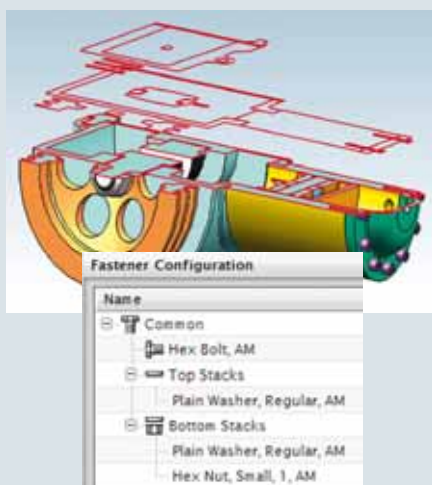 Fastener Configuration
Name
Common
Hex Bolt, AM
Top Stacks
Plain Washer, Regular, AM
Bottom Stacks
Plain Washer, Regular, AM
Hex Nut, Small, 1, AM